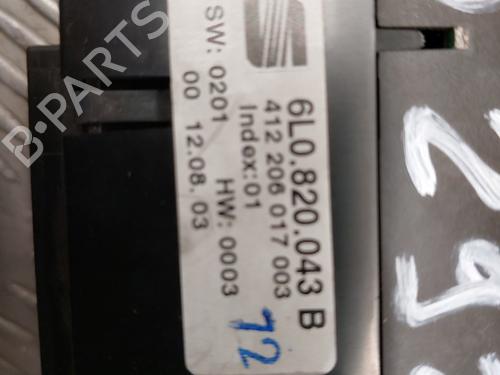 6L0.820.043 B
412 206 017 003
Index:01
SW: 0201 HW: 0003
00 12.08.03
72
B-PARTS